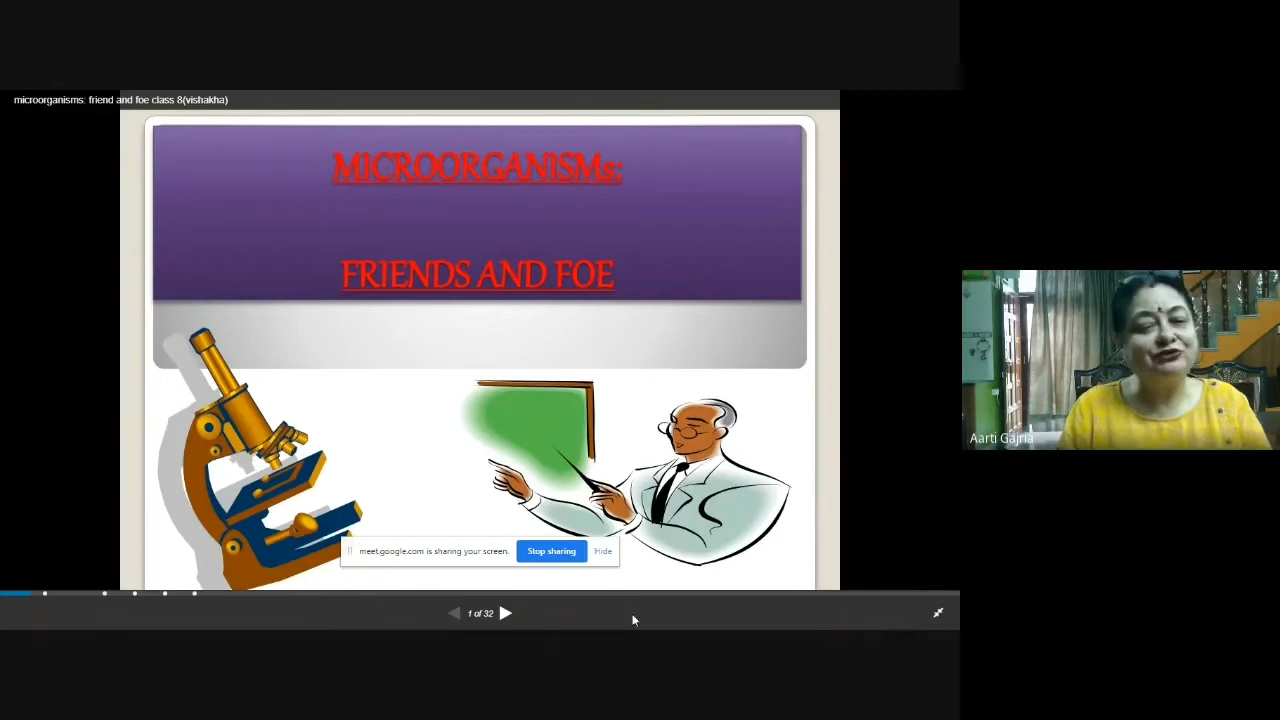 microorganisms: friend and foe class 8(vishakha)
MICROORGANISMs:
FRIENDS AND FOE
Aarti Gajria
meet.google.com is sharing your screen.
Stop sharing
Hide
1 of 32